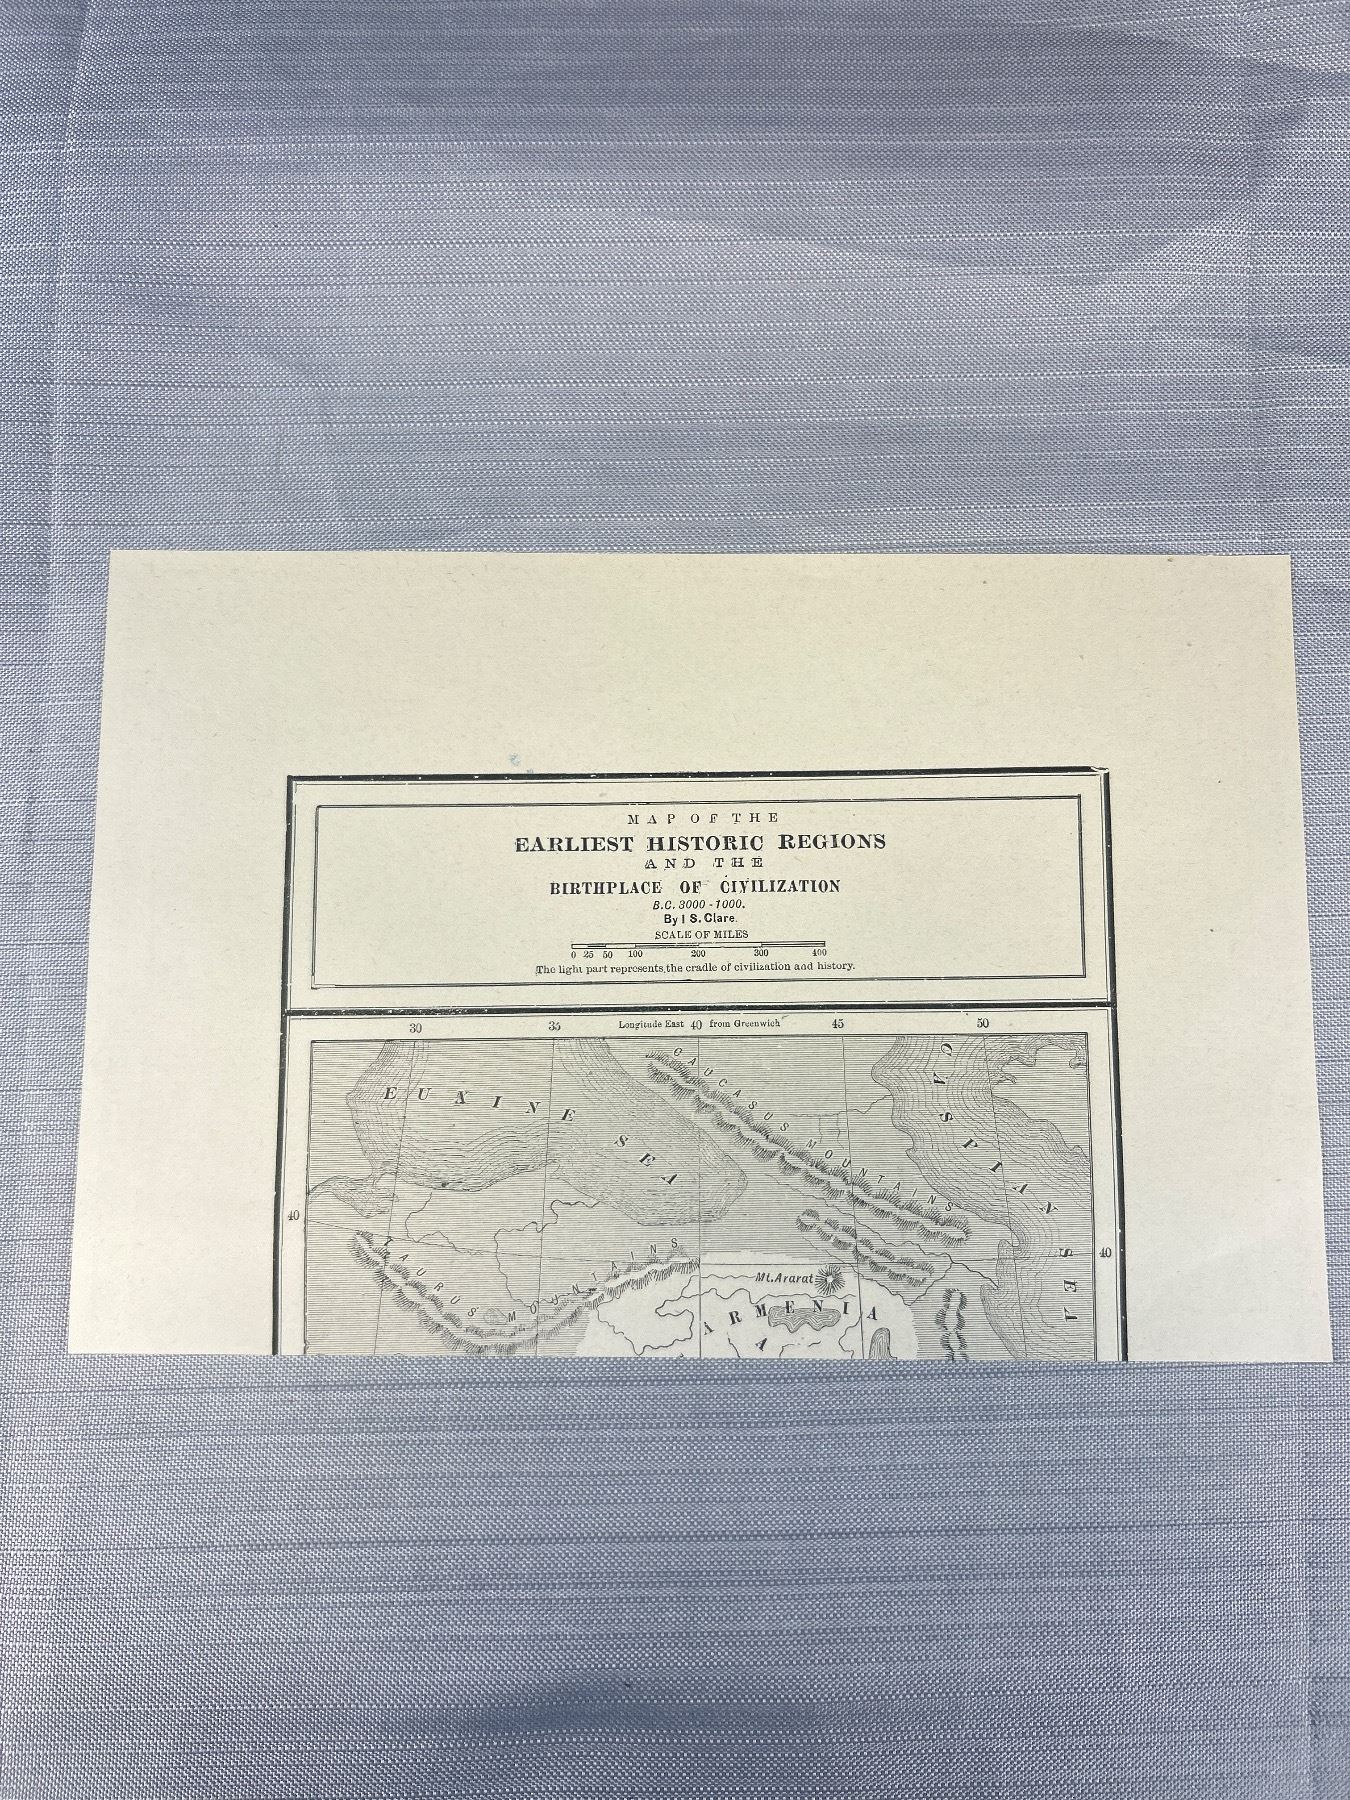 MAP OF THE
EARLIEST HISTORIC REGIONS
AND THE
BIRTHPLACE OF CIVILIZATION
B.C. 3000-1000.
By I S. Clare.
SCALE OF MILES
0 25 50 100 200 300 400
The light part represents the cradle of civilization and history.
30 35 Longitude East 40 from Greenwich 45 50
EUXINE SEA
CAUCASUS MOUNTAINS
CASPIAN SEA
40
40
TAURUS MOUNTAINS
Mt. Ararat
ARMENIA
A